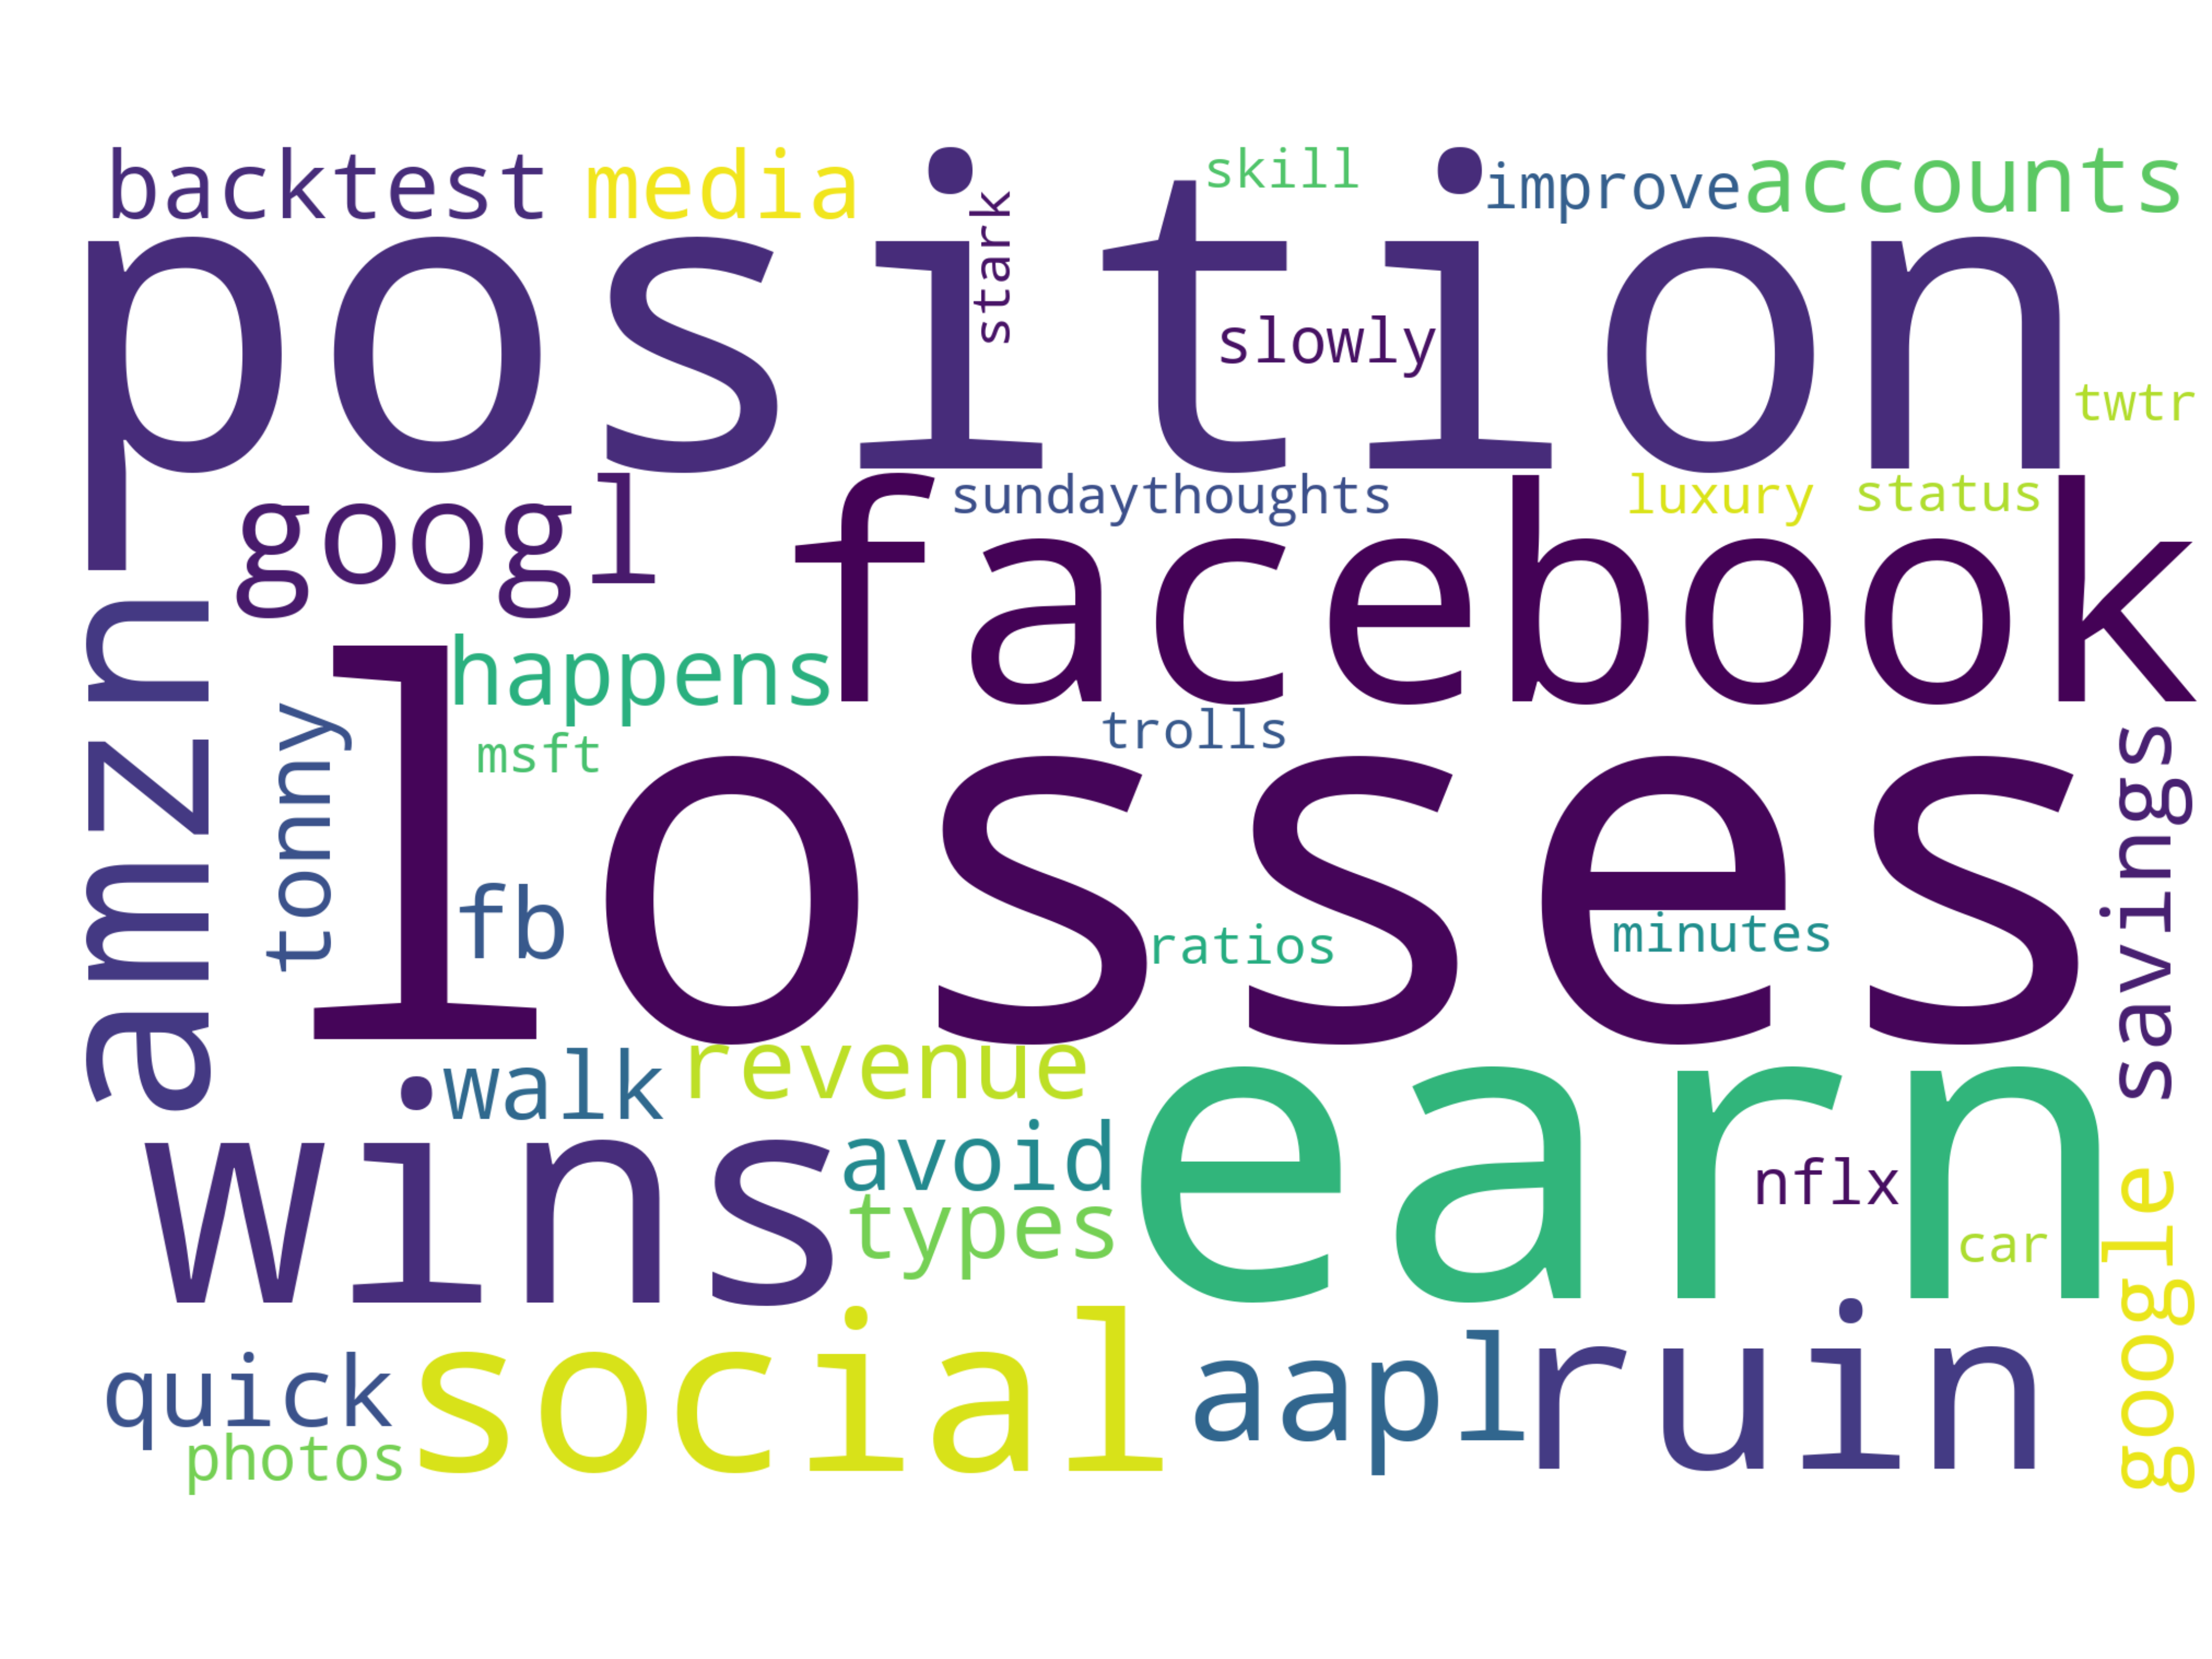 backtest media skill improve accounts
stark
position
slowly
twtr
googl sundaythoughts luxury status
facebook
amzn
happens
tonny
msft
trolls
savings
losses
fb
ratios
minutes
walk revenue
earn
wins
avoid
types
nflx
car
google
quick
social
aapl
ruin
photos